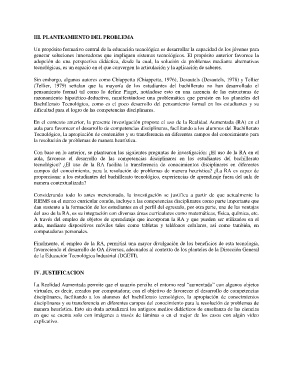 III. PLANTEAMIENTO DEL PROBLEMA
Un propósito formativo central de la educación tecnológica es desarrollar la capacidad de los jóvenes para
generar soluciones innovadoras que impliquen sistemas tecnológicos. El propósito anterior favorece la
adopción de una perspectiva didáctica, desde la cual, la solución de problemas mediante alternativas
tecnológicas, es un espacio en el que convergen la articulación y la aplicación de saberes.
Sin embargo, algunos autores como Chiappetta (Chiappetta, 1976), Desautels (Desautels, 1978) y Tellier
(Tellier, 1979) señalan que la mayoría de los estudiantes del bachillerato no han desarrollado el
pensamiento formal tal como lo define Piaget, notándose esto en una carencia de las estructuras de
razonamiento hipotético-deductivo, manifestándose una problemática que persiste en los planteles del
Bachillerato Tecnológico, como es el poco desarrollo del pensamiento formal en los estudiantes y su
dificultad para el logro de las competencias disciplinares.
En el contexto anterior, la presente investigación propone el uso de la Realidad Aumentada (RA) en el
aula para favorecer el desarrollo de competencias disciplinares, facilitando a los alumnos del Bachillerato
Tecnológico, la apropiación de contenidos y su transferencia en diferentes campos del conocimiento para
la resolución de problemas de manera heurística.
Con base en lo anterior, se plantearon las siguientes preguntas de investigación: ¿El uso de la RA en el
aula, favorece el desarrollo de las competencias disciplinares en los estudiantes del bachillerato
tecnológico? ¿El uso de la RA facilita la transferencia de conocimientos disciplinares en diferentes
campos del conocimiento, para la resolución de problemas de manera heurística? ¿La RA es capaz de
proporcionar a los estudiantes del bachillerato tecnológico, experiencias de aprendizaje fuera del aula de
manera contextualizada?
Considerando todo lo antes mencionado, la investigación se justifica a partir de que actualmente la
RIEMS en el marco curricular común, incluye a las competencias disciplinares como parte importante que
dan sustento a la formación de los estudiantes en el perfil del egresado, por otra parte, una de las ventajas
del uso de la RA, es su integración con diversas áreas curriculares como matemáticas, física, química, etc.
A través del empleo de objetos de aprendizaje que incorporan la RA y que pueden ser utilizados en el
aula, mediante dispositivos móviles tales como tabletas y teléfonos celulares, así como también, en
computadoras personales.
Finalmente, el empleo de la RA, permitirá una mayor divulgación de los beneficios de esta tecnología,
favoreciendo el desarrollo de OA diversos, adecuados al contexto de los planteles de la Dirección General
de la Educación Tecnológica Industrial (DGETI).
IV. JUSTIFICACION
La Realidad Aumentada permite que el usuario perciba el entorno real "aumentado" con algunos objetos
virtuales, es decir, creados por computadora, con el objetivo de favorecer el desarrollo de competencias
disciplinares, facilitando a los alumnos del bachillerato tecnológico, la apropiación de conocimientos
disciplinares y su transferencia en diferentes campos del conocimiento para la resolución de problemas de
manera heurística. Esto sin duda actualizará los antiguos medios didácticos de enseñanza de las ciencias
en que se cuenta solo con imágenes a través de láminas o en el mejor de los casos con algún video
explicativo.